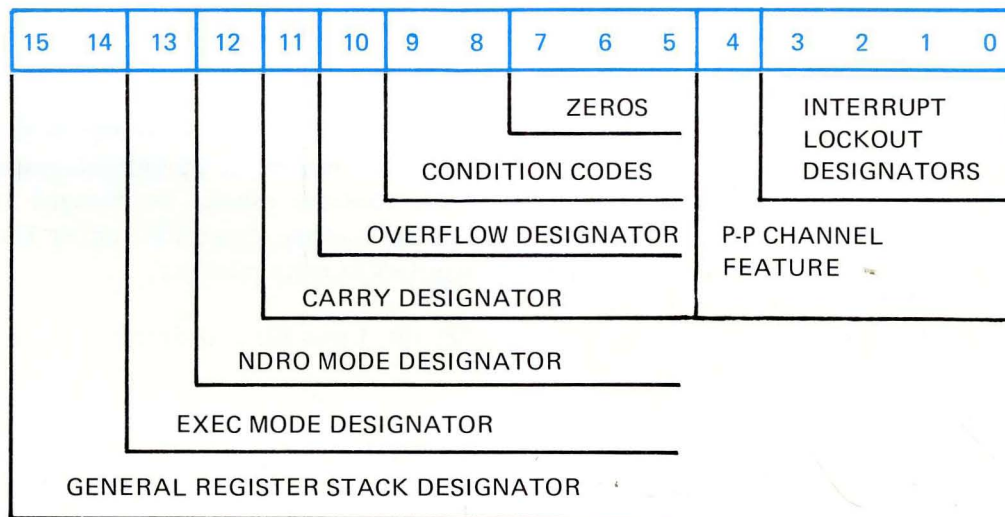 15 14 13 12 11 10 9 8 7 6 5 4 3 2 1 0
ZEROS
INTERRUPT
LOCKOUT
DESIGNATORS
CONDITION CODES
OVERFLOW DESIGNATOR
P-P CHANNEL
FEATURE
CARRY DESIGNATOR
NDRO MODE DESIGNATOR
EXEC MODE DESIGNATOR
GENERAL REGISTER STACK DESIGNATOR